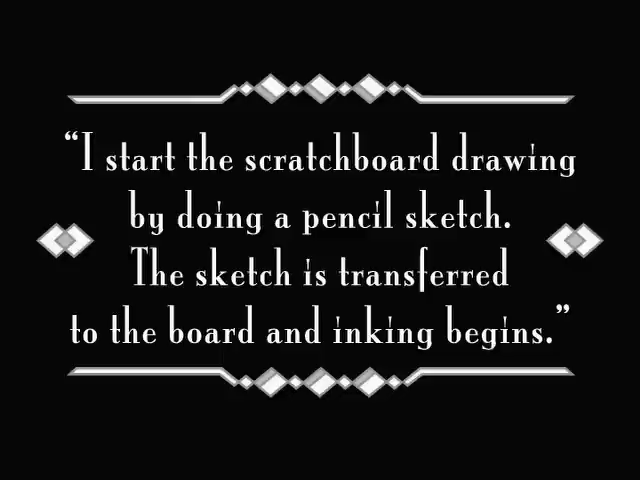 “I start the scratchboard drawing
by doing a pencil sketch.
The sketch is transferred
to the board and inking begins.”